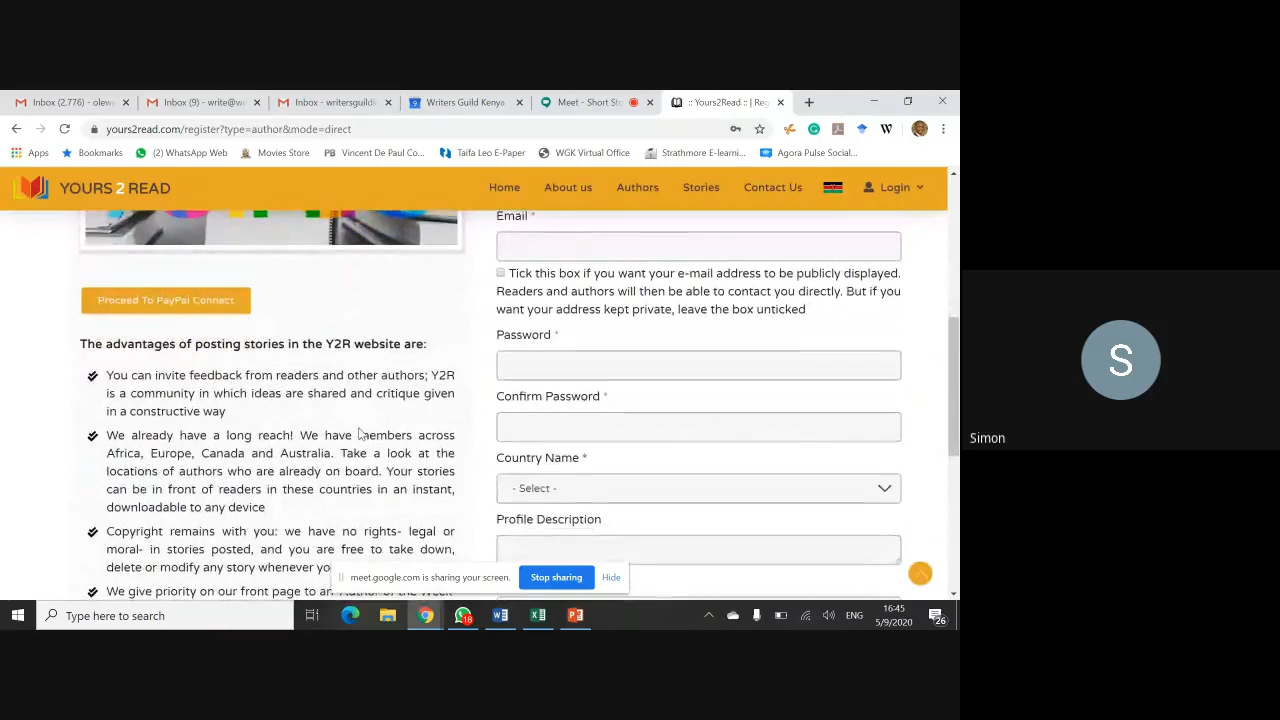 Inbox (2,776) - olew
Inbox (9) - write@w
Inbox - writersguildk
Writers Guild Kenya
Meet - Short St
:: Yours2Read :: | Reg
yours2read.com/register?type=author&mode=direct
Apps
Bookmarks
(2) WhatsApp Web
Movies Store
PB Vincent De Paul Co...
Taifa Leo E-Paper
WGK Virtual Office
Strathmore E-learni...
Agora Pulse Social...
YOURS 2 READ
Home
About us
Authors
Stories
Contact Us
Login
Proceed To PayPal Connect
The advantages of posting stories in the Y2R website are:
You can invite feedback from readers and other authors; Y2R
is a community in which ideas are shared and critique given
in a constructive way
We already have a long reach! We have members across
Africa, Europe, Canada and Australia. Take a look at the
locations of authors who are already on board. Your stories
can be in front of readers in these countries in an instant,
downloadable to any device
Copyright remains with you: we have no rights- legal or
moral- in stories posted, and you are free to take down,
delete or modify any story whenever yo
We give priority on our front page to an Author of the Week
Email *
Tick this box if you want your e-mail address to be publicly displayed.
Readers and authors will then be able to contact you directly. But if you
want your address kept private, leave the box unticked
Password *
Confirm Password *
Country Name *
- Select -
Profile Description
meet.google.com is sharing your screen.
Stop sharing
Hide
Type here to search
18
ENG
16:45
5/9/2020
26
S
Simon